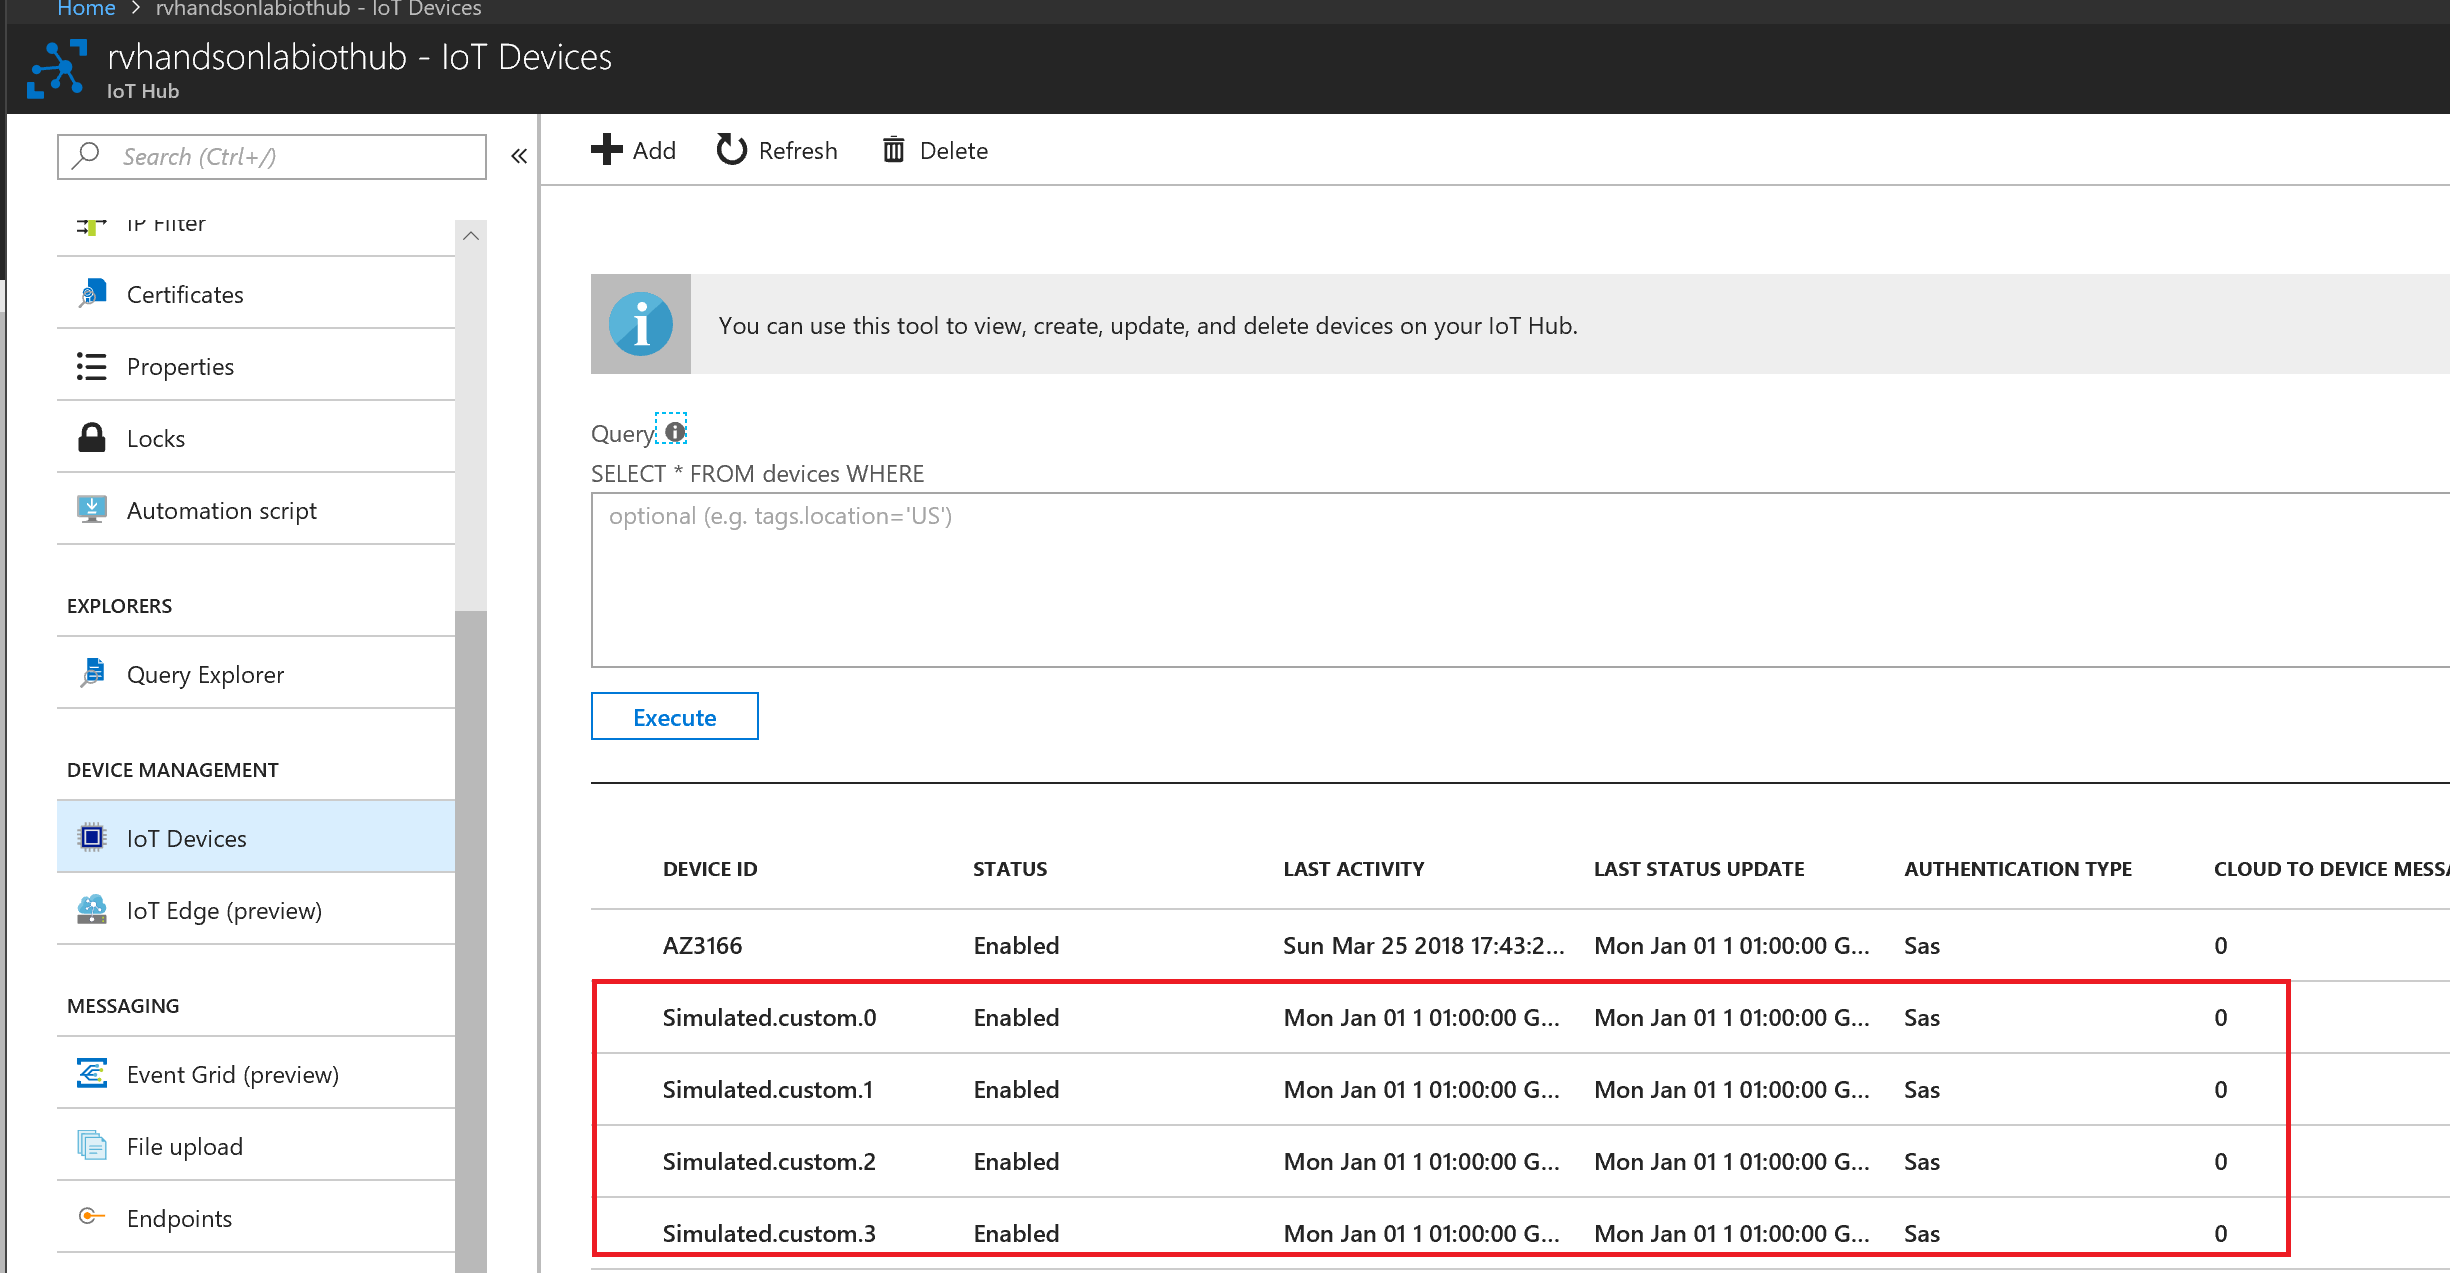 Home > rvhandsonlabiothub - IoT Devices
rvhandsonlabiothub - IoT Devices
IoT Hub
Search (Ctrl+/)
«
IP Filter
Certificates
Properties
Locks
Automation script
EXPLORERS
Query Explorer
DEVICE MANAGEMENT
IoT Devices
IoT Edge (preview)
MESSAGING
Event Grid (preview)
File upload
Endpoints
Add Refresh Delete
You can use this tool to view, create, update, and delete devices on your IoT Hub.
Query
SELECT * FROM devices WHERE
optional (e.g. tags.location='US')
Execute
DEVICE ID STATUS LAST ACTIVITY LAST STATUS UPDATE AUTHENTICATION TYPE CLOUD TO DEVICE MESSA
AZ3166 Enabled Sun Mar 25 2018 17:43:2... Mon Jan 01 1 01:00:00 G... Sas 0
Simulated.custom.0 Enabled Mon Jan 01 1 01:00:00 G... Mon Jan 01 1 01:00:00 G... Sas 0
Simulated.custom.1 Enabled Mon Jan 01 1 01:00:00 G... Mon Jan 01 1 01:00:00 G... Sas 0
Simulated.custom.2 Enabled Mon Jan 01 1 01:00:00 G... Mon Jan 01 1 01:00:00 G... Sas 0
Simulated.custom.3 Enabled Mon Jan 01 1 01:00:00 G... Mon Jan 01 1 01:00:00 G... Sas 0